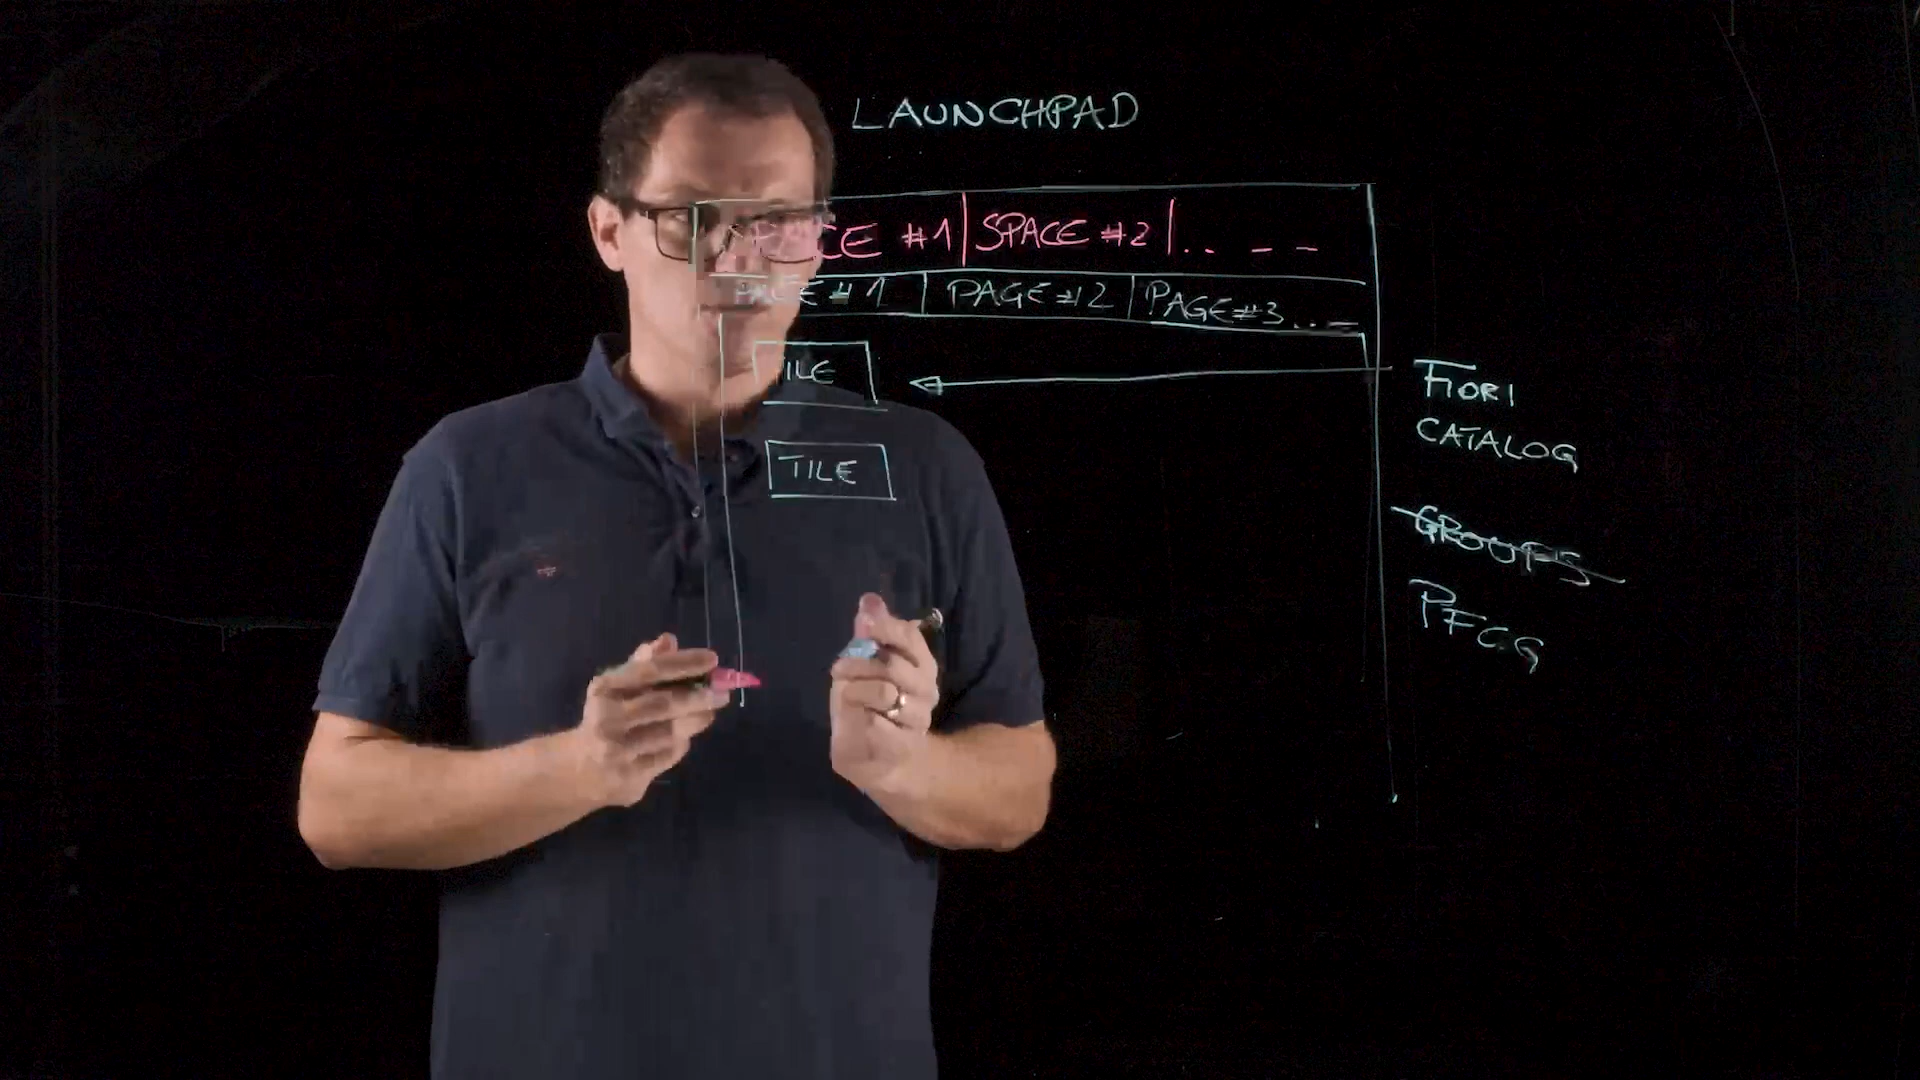 LAUNCHPAD
SPACE #1 SPACE #2 .. _ _
PAGE #1 PAGE #2 PAGE #3 .. _
TILE
TILE
FIORI
CATALOG
GROUPS
PFCG